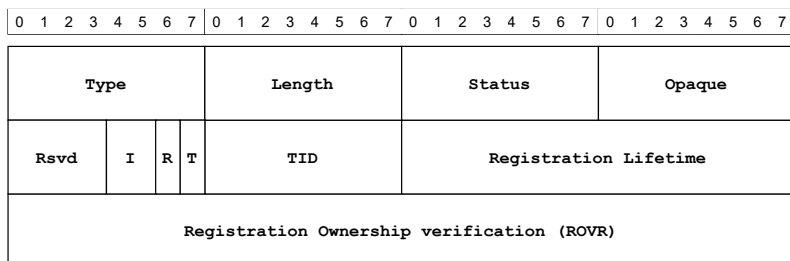 0 1 2 3 4 5 6 7 0 1 2 3 4 5 6 7 0 1 2 3 4 5 6 7 0 1 2 3 4 5 6 7
Type Length Status Opaque
Rsvd I R T TID Registration Lifetime
Registration Ownership verification (ROVR)